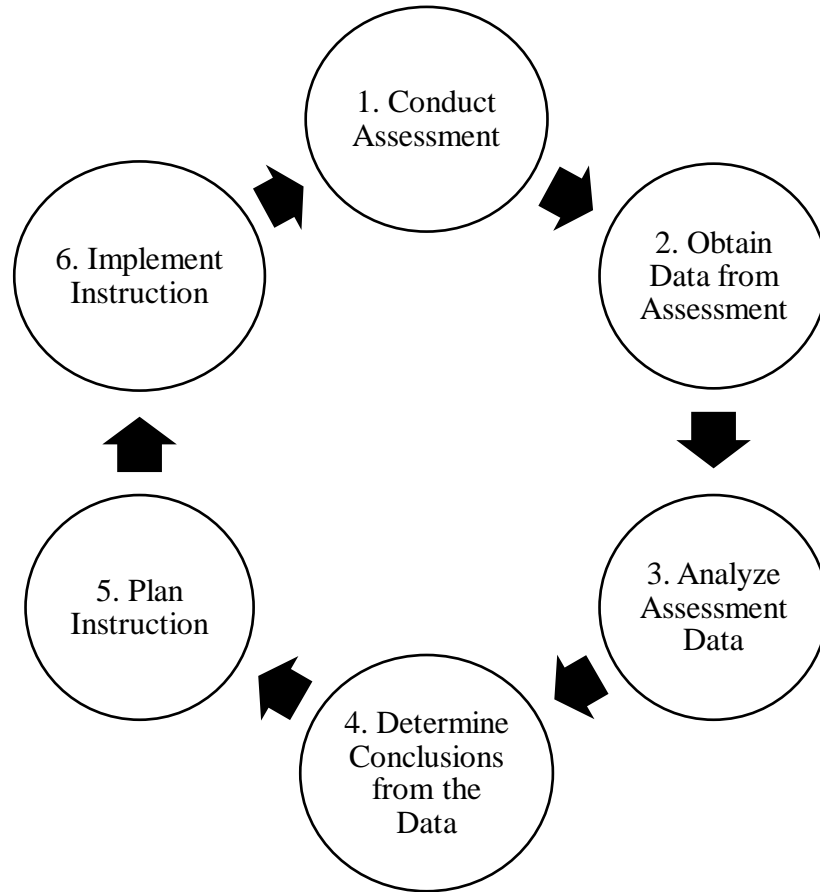 1. Conduct
Assessment
2. Obtain
Data from
Assessment
3. Analyze
Assessment
Data
4. Determine
Conclusions
from the
Data
5. Plan
Instruction
6. Implement
Instruction